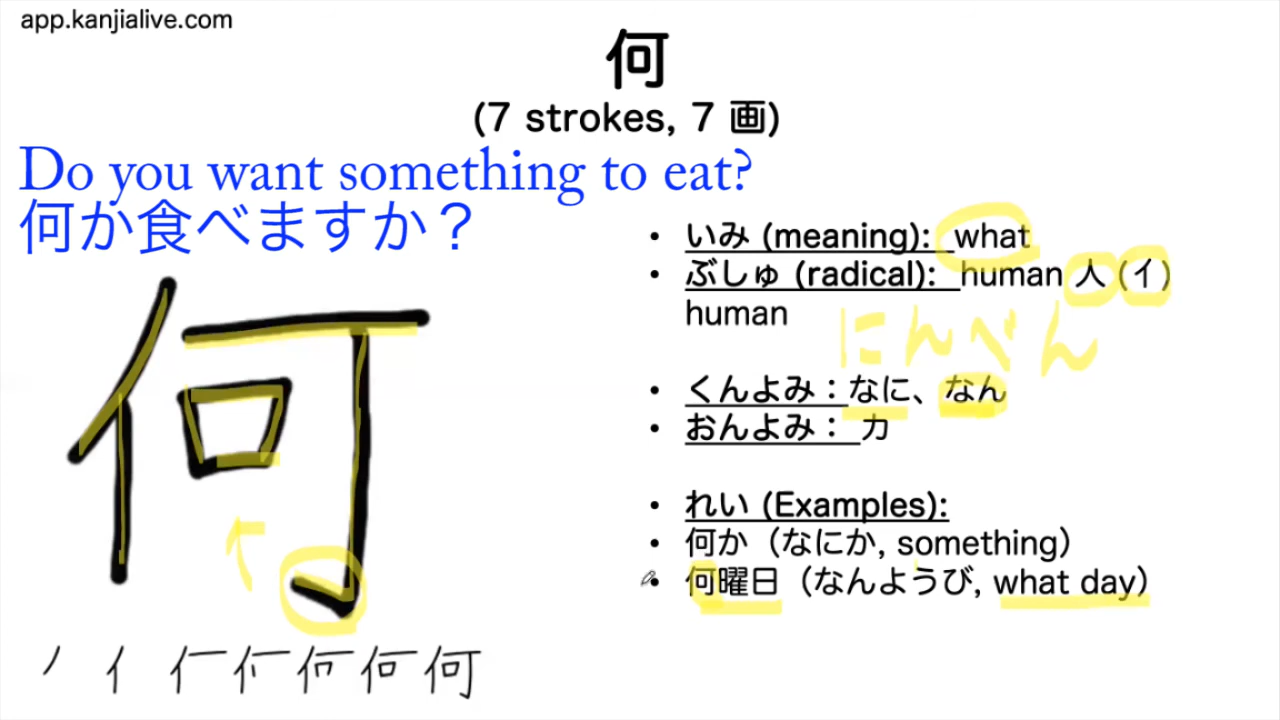 app.kanjialive.com
何
(7 strokes, 7 画)
Do you want something to eat?
何か食べますか？
何
• いみ (meaning): what
• ぶしゅ (radical): human 人 (イ)
human
にんべん
• くんよみ：なに、なん
• おんよみ： カ
• れい (Examples):
• 何か（なにか, something）
• 何曜日（なんようび, what day）
何